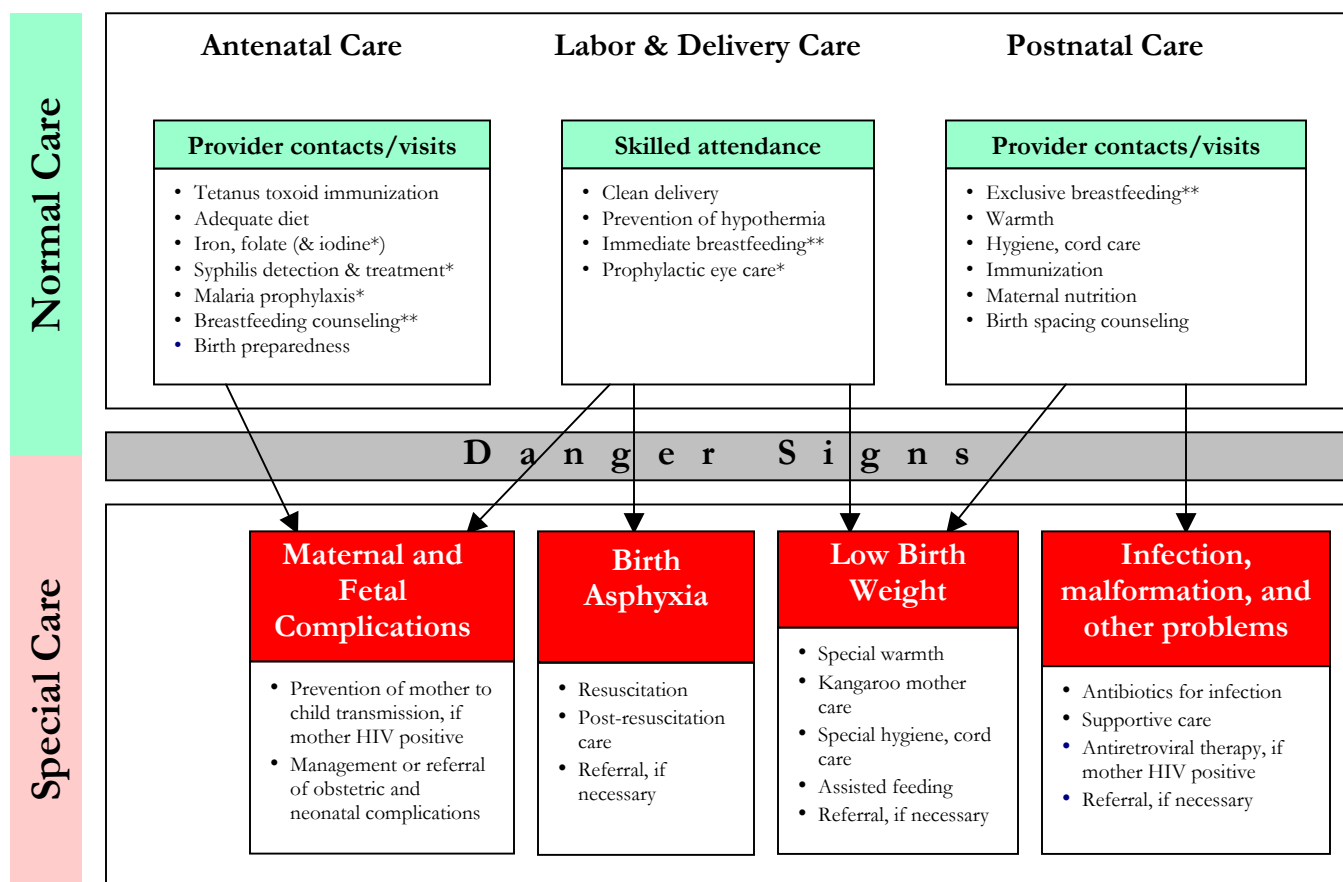 Normal Care
Antenatal Care
Labor & Delivery Care
Postnatal Care
Provider contacts/visits
• Tetanus toxoid immunization
• Adequate diet
• Iron, folate (& iodine*)
• Syphilis detection & treatment*
• Malaria prophylaxis*
• Breastfeeding counseling**
• Birth preparedness
Skilled attendance
• Clean delivery
• Prevention of hypothermia
• Immediate breastfeeding**
• Prophylactic eye care*
Provider contacts/visits
• Exclusive breastfeeding**
• Warmth
• Hygiene, cord care
• Immunization
• Maternal nutrition
• Birth spacing counseling
Danger Signs
Special Care
Maternal and
Fetal
Complications
• Prevention of mother to
child transmission, if
mother HIV positive
• Management or referral
of obstetric and
neonatal complications
Birth
Asphyxia
• Resuscitation
• Post-resuscitation
care
• Referral, if
necessary
Low Birth
Weight
• Special warmth
• Kangaroo mother
care
• Special hygiene, cord
care
• Assisted feeding
• Referral, if necessary
Infection,
malformation, and
other problems
• Antibiotics for infection
• Supportive care
• Antiretroviral therapy, if
mother HIV positive
• Referral, if necessary